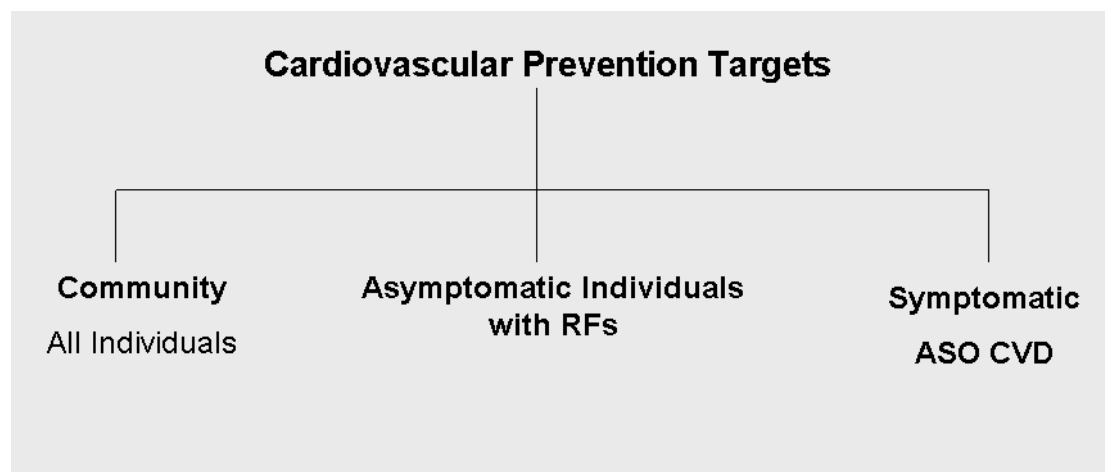 Cardiovascular Prevention Targets
Community
All Individuals
Asymptomatic Individuals
with RFs
Symptomatic
ASO CVD